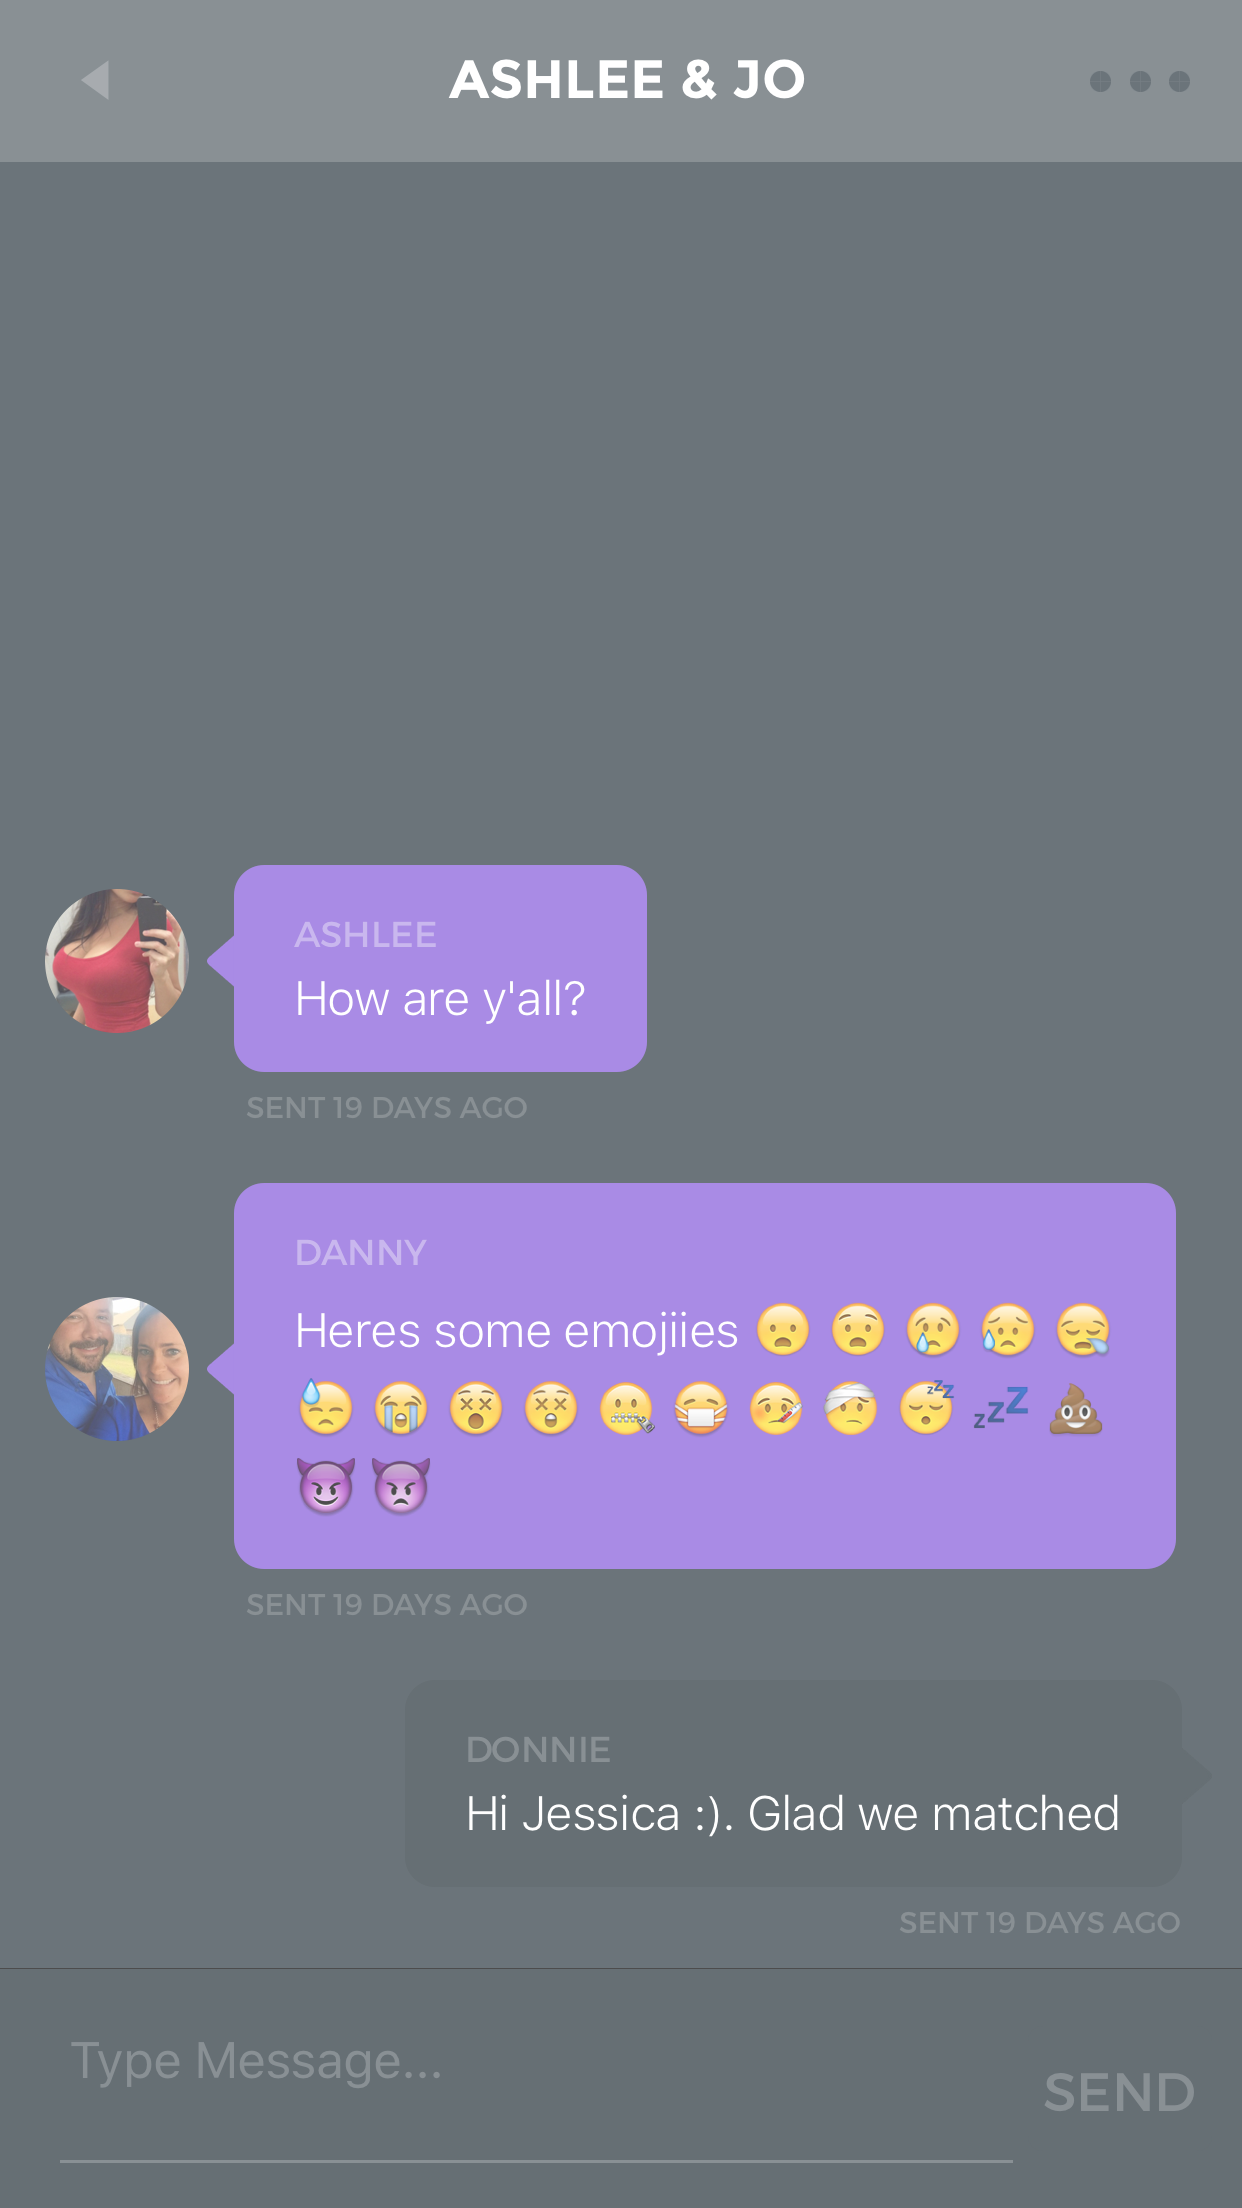 ASHLEE & JO
ASHLEE
How are y'all?
SENT 19 DAYS AGO
DANNY
Heres some emojiies 😦 😧 😢 😥 😪
😓 😭 😵 😲 🤐 😷 🤒 🤕 😴 💤 💩
😈 👿
SENT 19 DAYS AGO
DONNIE
Hi Jessica :). Glad we matched
SENT 19 DAYS AGO
Type Message...
SEND